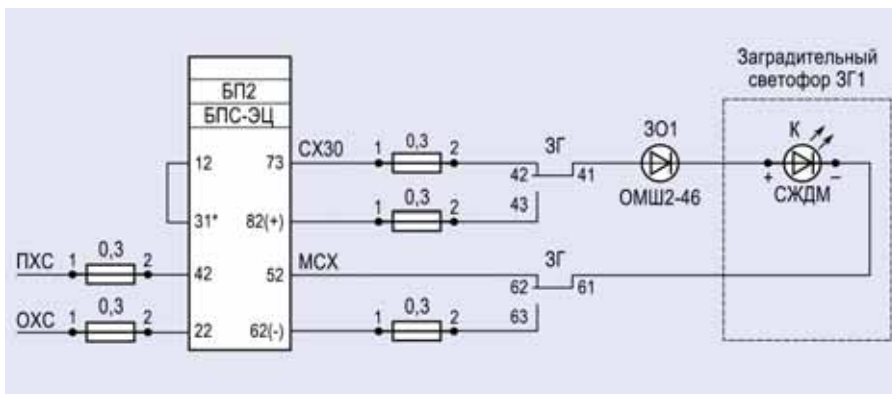 Заградительный
светофор ЗГ1
БП2
БПС-ЭЦ
12
73
СХ30
1
0,3
2
ЗГ
42
41
ЗО1
ОМШ2-46
К
+
−
СЖДМ
31*
82(+)
1
0,3
2
43
ПХС
1
0,3
2
42
52
МСХ
ЗГ
62
61
ОХС
1
0,3
2
22
62(-)
1
0,3
2
63